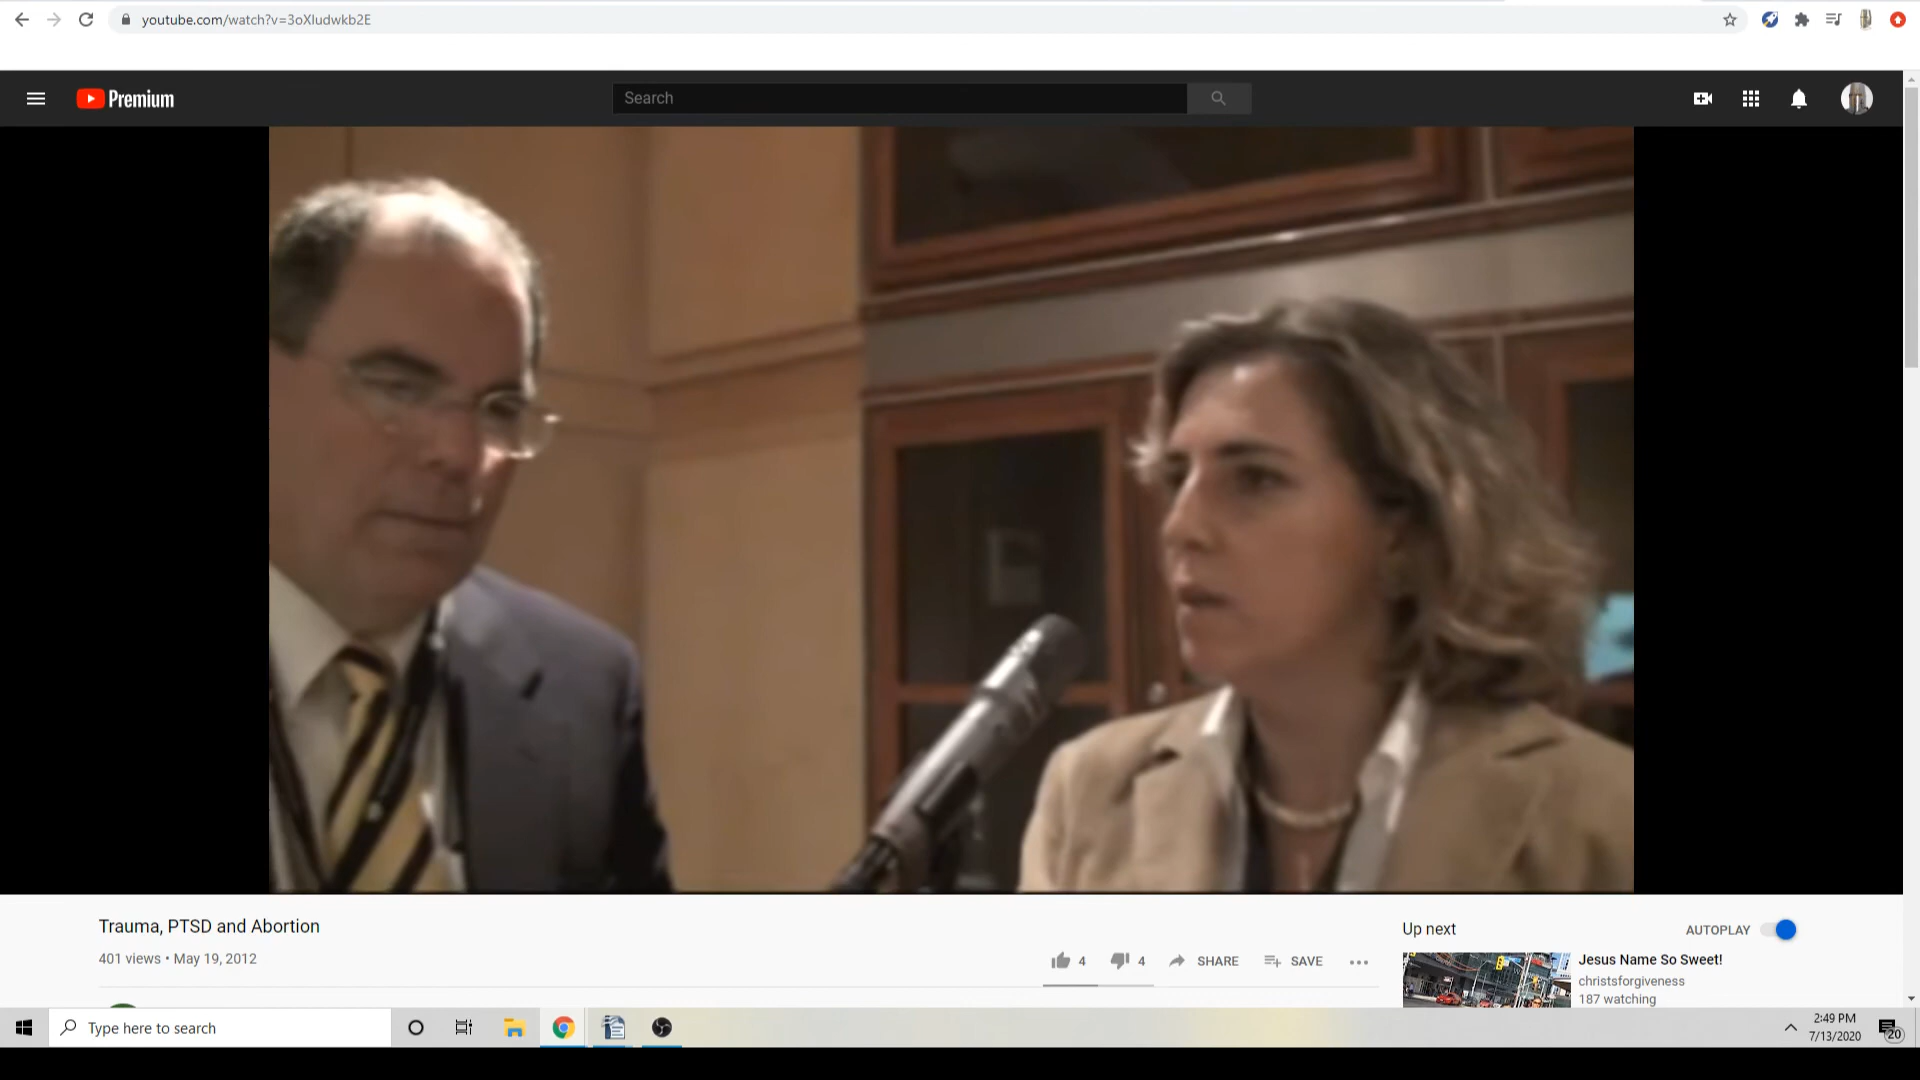 youtube.com/watch?v=3oXludwkb2E
Premium
Search
Trauma, PTSD and Abortion
401 views • May 19, 2012
4
4
SHARE
SAVE
Up next
AUTOPLAY
Jesus Name So Sweet!
christsforgiveness
187 watching
Type here to search
2:49 PM
7/13/2020
20